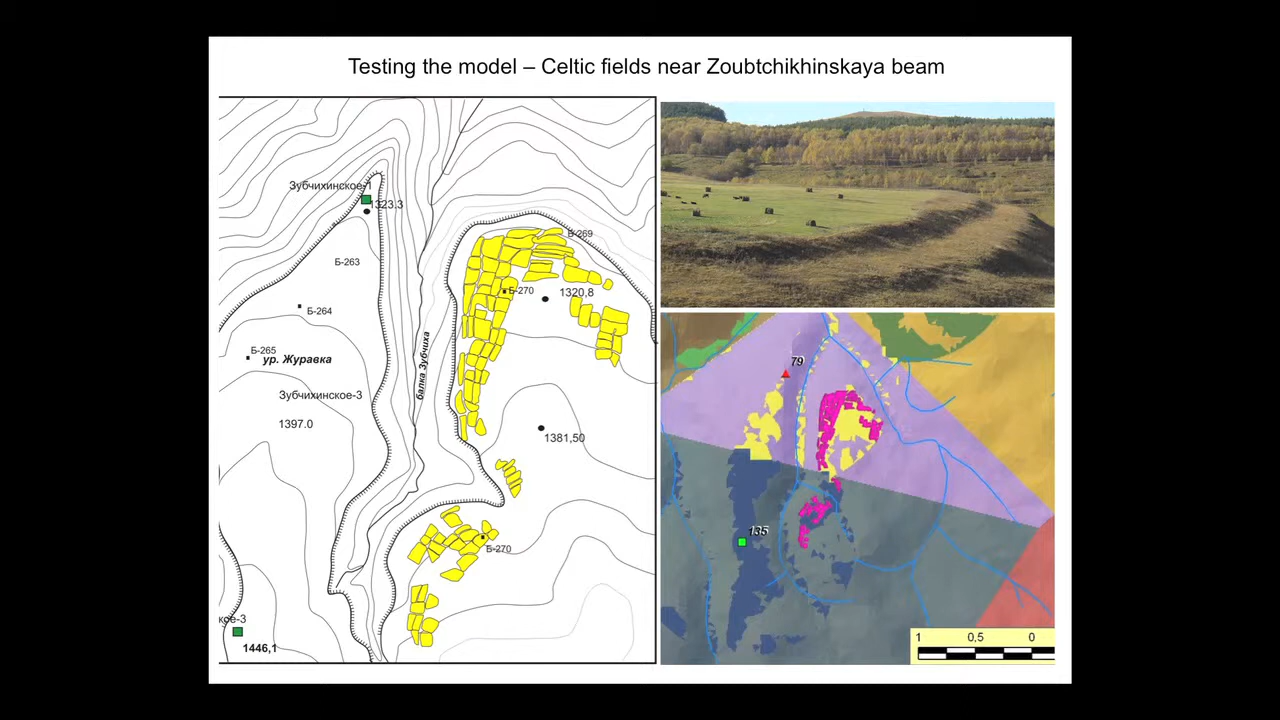 Testing the model – Celtic fields near Zoubtchikhinskaya beam
Зубчихинское-1
1323.3
Б-269
Б-263
Б-270
1320,8
Б-264
Б-265
ур. Журавка
балка Зубчиха
Зубчихинское-3
1397.0
1381,50
Б-270
кое-3
1446,1
79
135
1 0,5 0